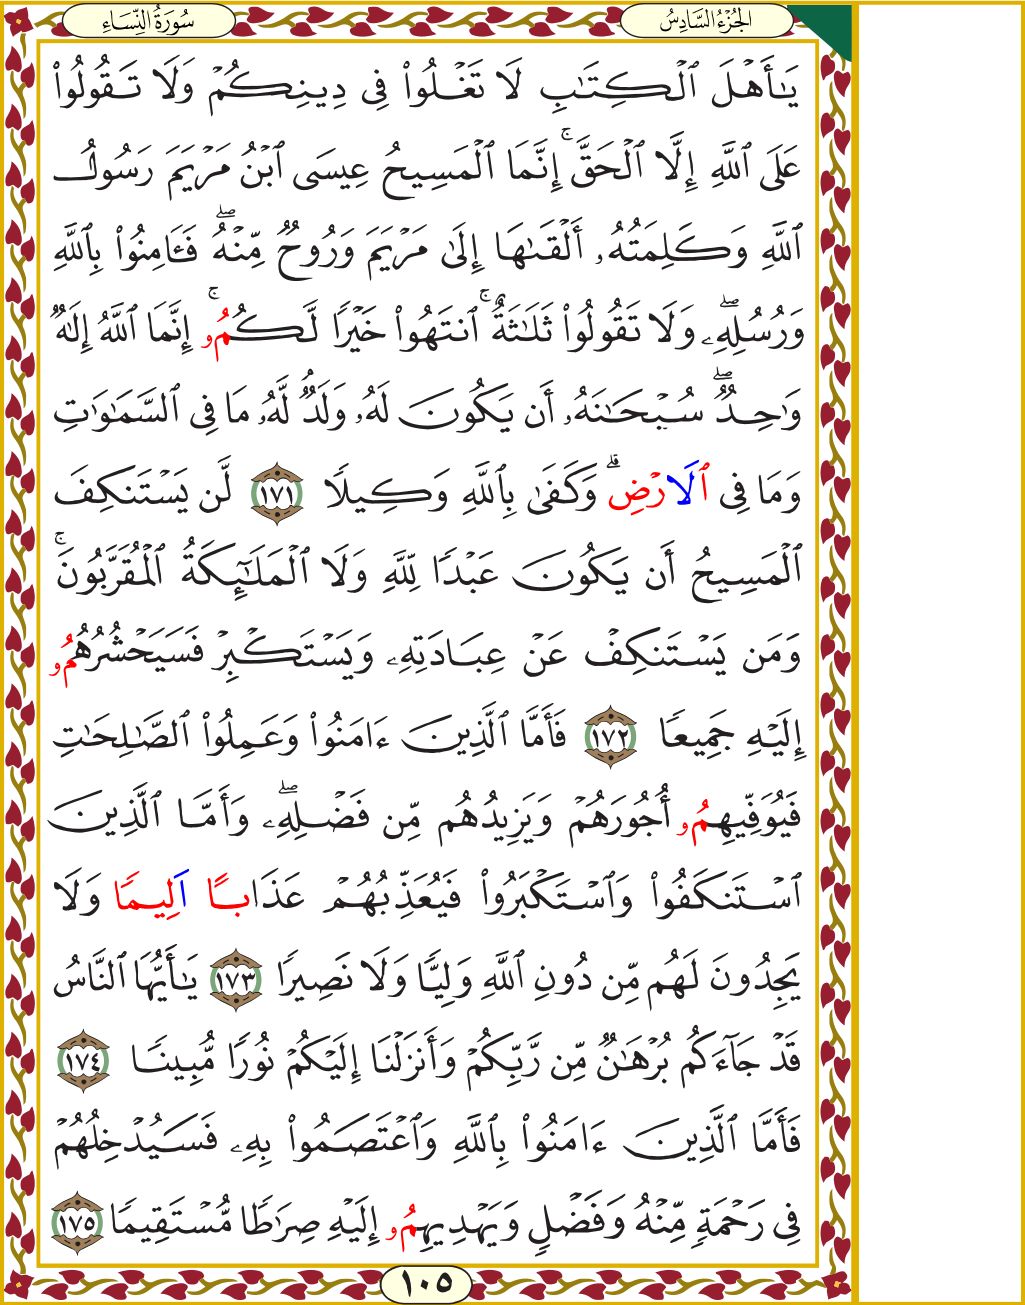 الجُزْءُ السَّادِسُ
سُورَةُ النِّسَاءِ
يَٰٓأَهْلَ ٱلْكِتَٰبِ لَا تَغْلُوا۟ فِى دِينِكُمْ وَلَا تَقُولُوا۟
عَلَى ٱللَّهِ إِلَّا ٱلْحَقَّ ۚ إِنَّمَا ٱلْمَسِيحُ عِيسَى ٱبْنُ مَرْيَمَ رَسُولُ
ٱللَّهِ وَكَلِمَتُهُۥ أَلْقَىٰهَا إِلَىٰ مَرْيَمَ وَرُوحٌ مِّنْهُ ۖ فَـَٔامِنُوا۟ بِٱللَّهِ
وَرُسُلِهِۦ ۖ وَلَا تَقُولُوا۟ ثَلَٰثَةٌ ۚ ٱنتَهُوا۟ خَيْرًا لَّكُمُۥ ۚ إِنَّمَا ٱللَّهُ إِلَٰهٌ
وَٰحِدٌ ۖ سُبْحَٰنَهُۥ أَن يَكُونَ لَهُۥ وَلَدٌ لَّهُۥ مَا فِى ٱلسَّمَٰوَٰتِ
وَمَا فِى ٱلَارْضِ ۗ وَكَفَىٰ بِٱللَّهِ وَكِيلًا ١٧١ لَّن يَسْتَنكِفَ
ٱلْمَسِيحُ أَن يَكُونَ عَبْدًا لِّلَّهِ وَلَا ٱلْمَلَٰٓئِكَةُ ٱلْمُقَرَّبُونَ ۚ
وَمَن يَسْتَنكِفْ عَنْ عِبَادَتِهِۦ وَيَسْتَكْبِرْ فَسَيَحْشُرُهُمُۥ
إِلَيْهِ جَمِيعًا ١٧٢ فَأَمَّا ٱلَّذِينَ ءَامَنُوا۟ وَعَمِلُوا۟ ٱلصَّٰلِحَٰتِ
فَيُوَفِّيهِمُۥ أُجُورَهُمْ وَيَزِيدُهُم مِّن فَضْلِهِۦ ۖ وَأَمَّا ٱلَّذِينَ
ٱسْتَنكَفُوا۟ وَٱسْتَكْبَرُوا۟ فَيُعَذِّبُهُمْ عَذَابًا اَلِيمًا وَلَا
يَجِدُونَ لَهُم مِّن دُونِ ٱللَّهِ وَلِيًّا وَلَا نَصِيرًا ١٧٣ يَٰٓأَيُّهَا ٱلنَّاسُ
قَدْ جَآءَكُم بُرْهَٰنٌ مِّن رَّبِّكُمْ وَأَنزَلْنَا إِلَيْكُمْ نُورًا مُّبِينًا ١٧٤
فَأَمَّا ٱلَّذِينَ ءَامَنُوا۟ بِٱللَّهِ وَٱعْتَصَمُوا۟ بِهِۦ فَسَيُدْخِلُهُمْ
فِى رَحْمَةٍ مِّنْهُ وَفَضْلٍ وَيَهْدِيهِمُۥ إِلَيْهِ صِرَٰطًا مُّسْتَقِيمًا ١٧٥
١٠٥